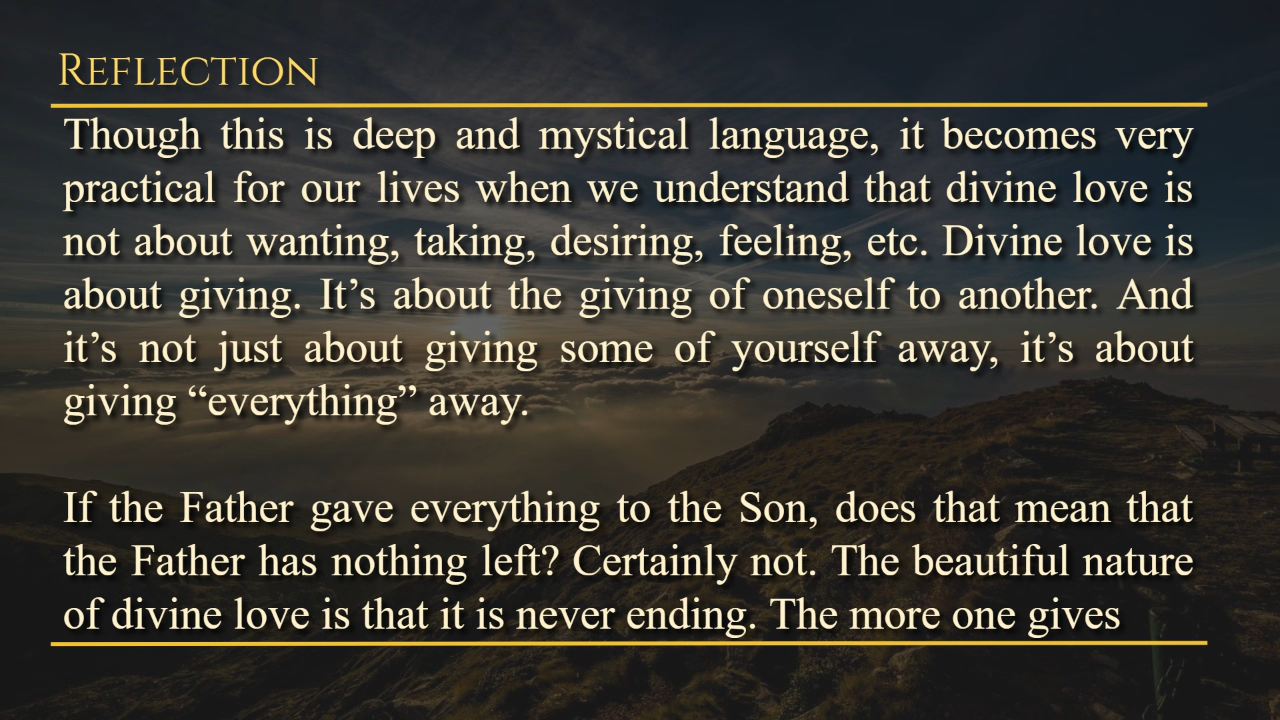 Reflection
Though this is deep and mystical language, it becomes very
practical for our lives when we understand that divine love is
not about wanting, taking, desiring, feeling, etc. Divine love is
about giving. It’s about the giving of oneself to another. And
it’s not just about giving some of yourself away, it’s about
giving “everything” away.
If the Father gave everything to the Son, does that mean that
the Father has nothing left? Certainly not. The beautiful nature
of divine love is that it is never ending. The more one gives